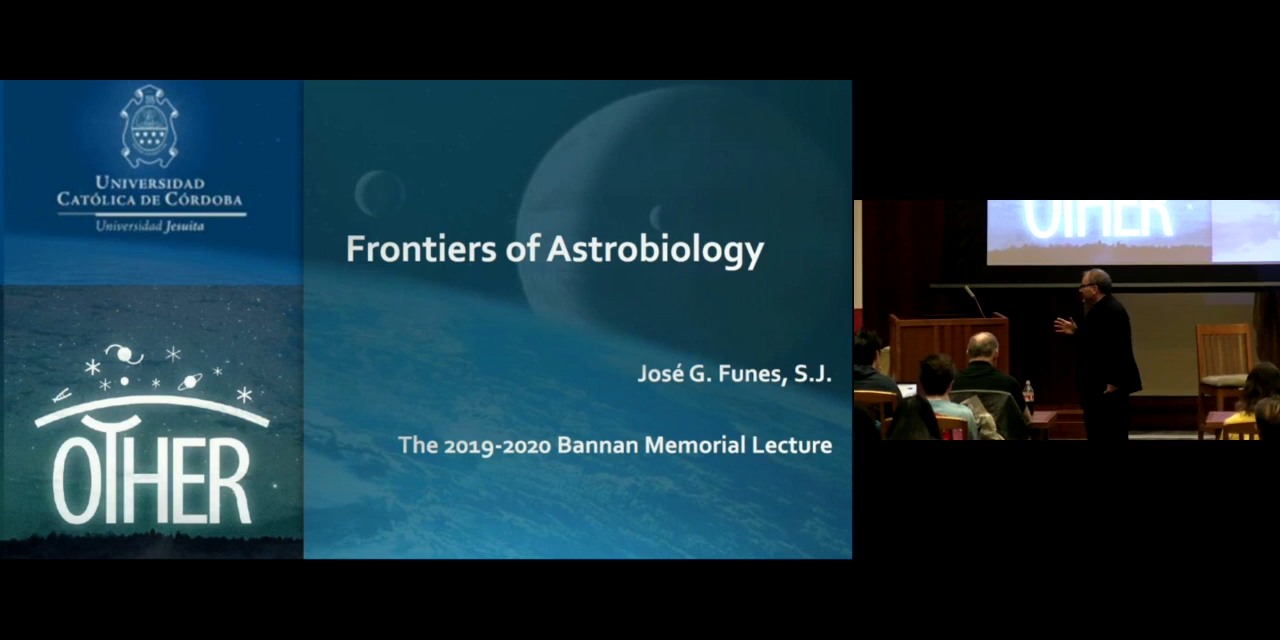 UNIVERSIDAD
CATÓLICA DE CÓRDOBA
Universidad Jesuita
OTHER
Frontiers of Astrobiology
José G. Funes, S.J.
The 2019-2020 Bannan Memorial Lecture
OTHER